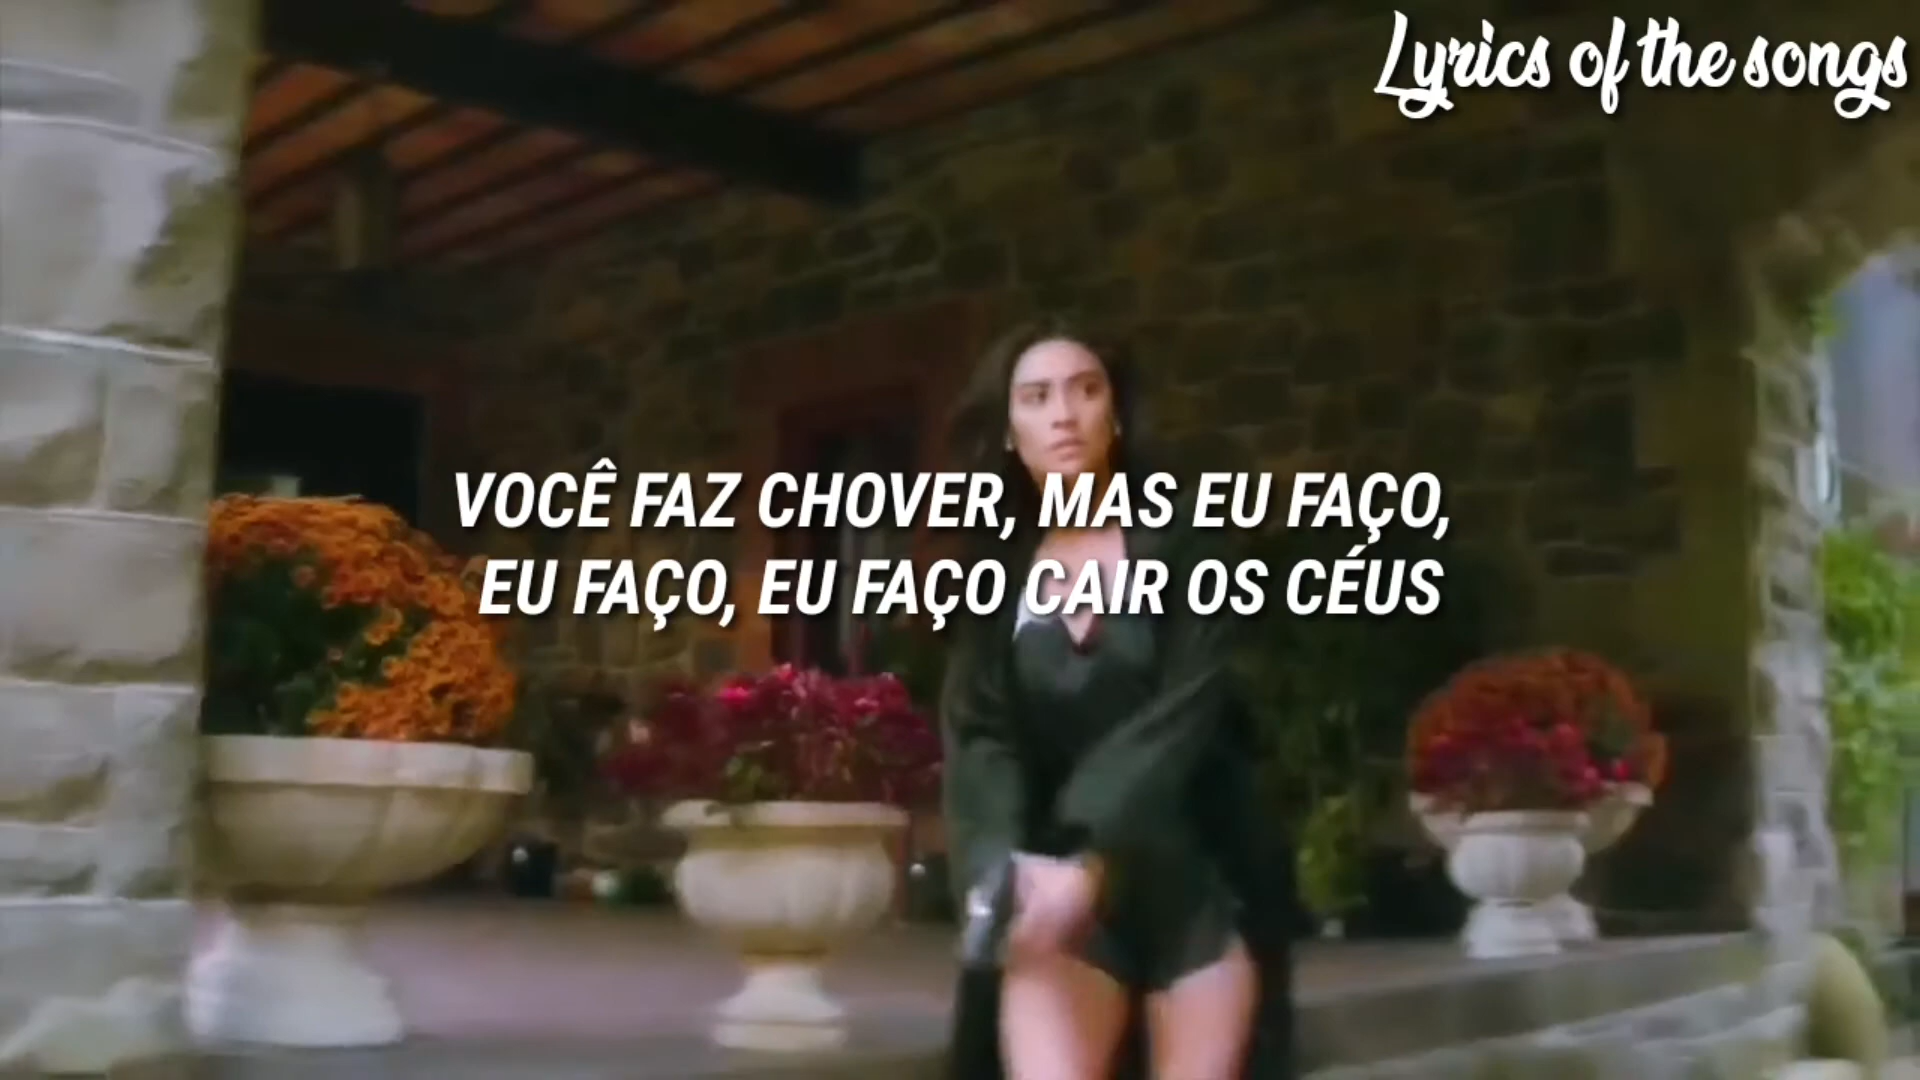 Lyrics of the songs
VOCÊ FAZ CHOVER, MAS EU FAÇO,
EU FAÇO, EU FAÇO CAIR OS CÉUS